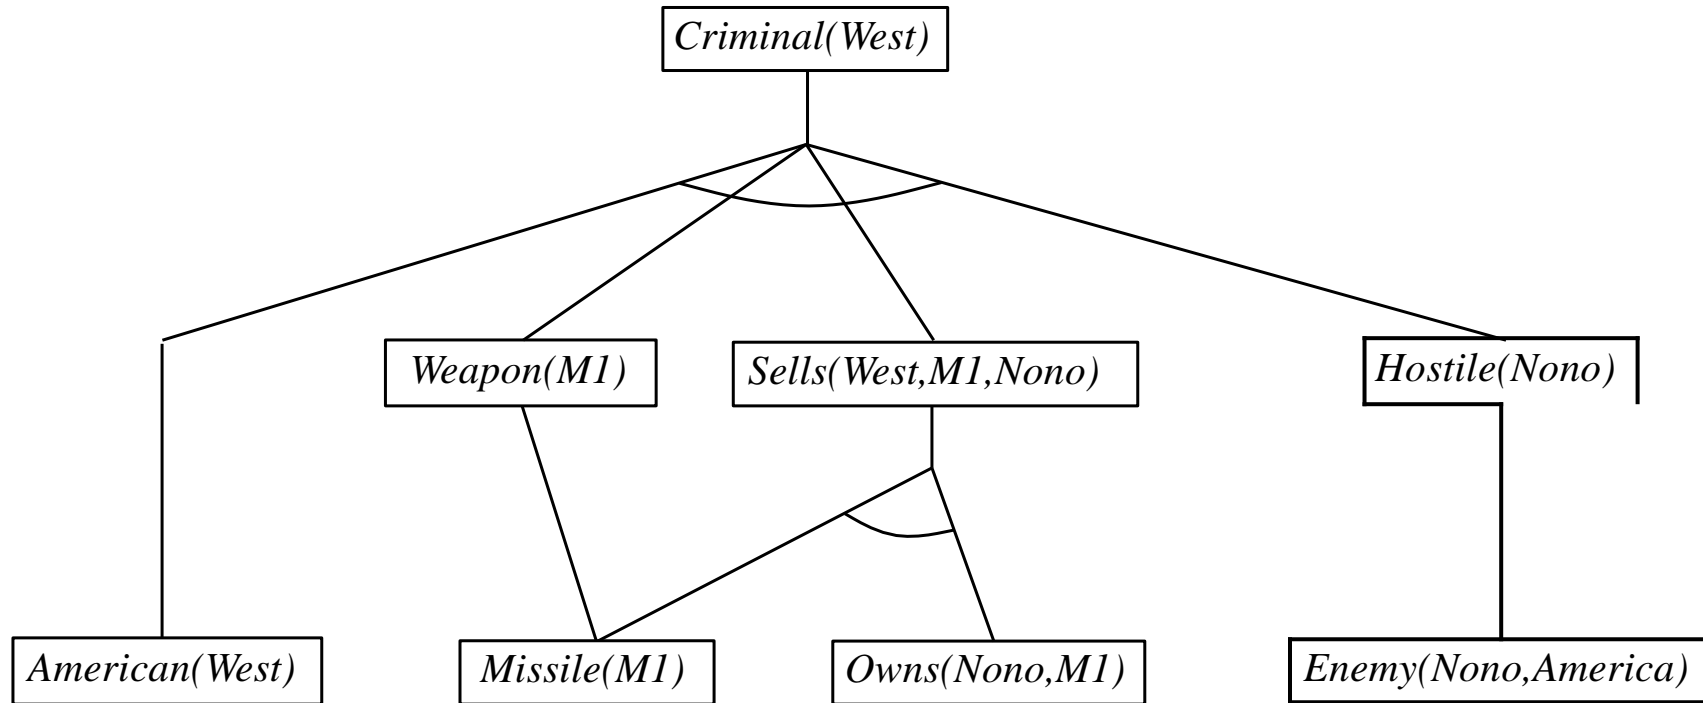 Criminal(West)
Weapon(M1)
Sells(West,M1,Nono)
Hostile(Nono)
American(West)
Missile(M1)
Owns(Nono,M1)
Enemy(Nono,America)